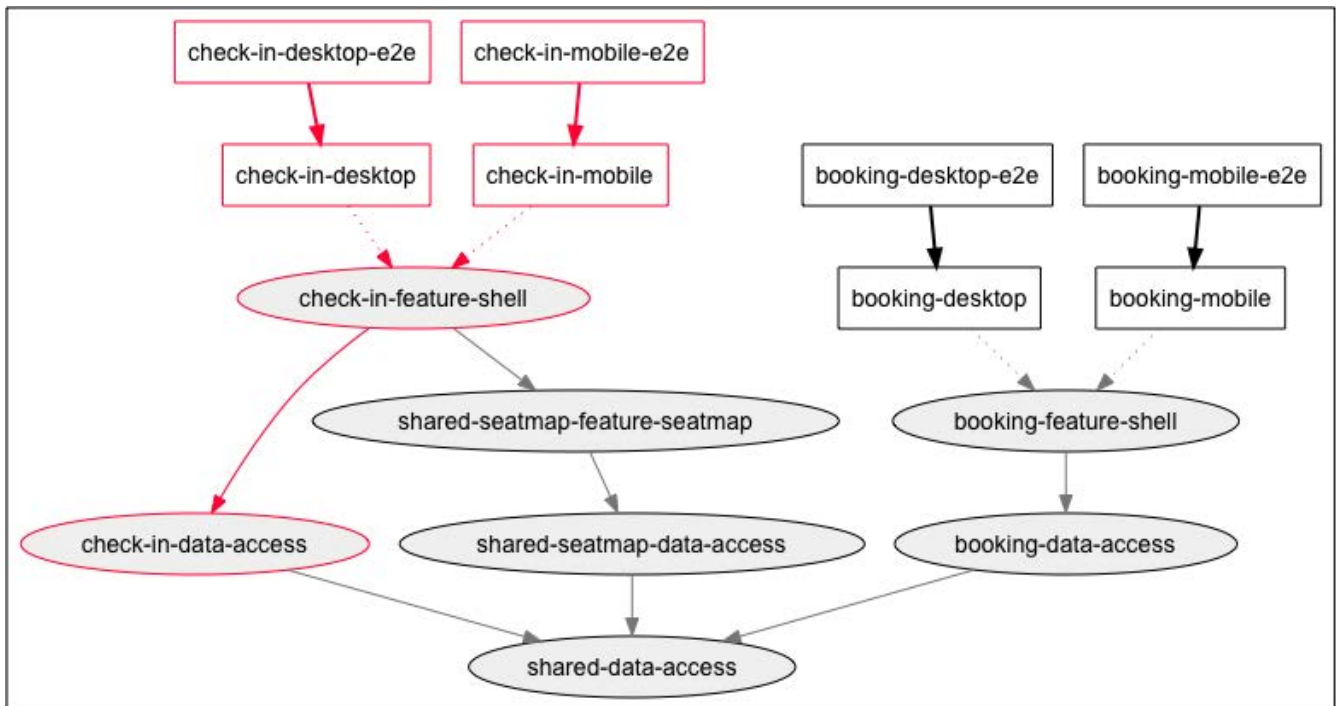 check-in-desktop-e2e
check-in-mobile-e2e
check-in-desktop
check-in-mobile
booking-desktop-e2e
booking-mobile-e2e
check-in-feature-shell
booking-desktop
booking-mobile
shared-seatmap-feature-seatmap
booking-feature-shell
check-in-data-access
shared-seatmap-data-access
booking-data-access
shared-data-access